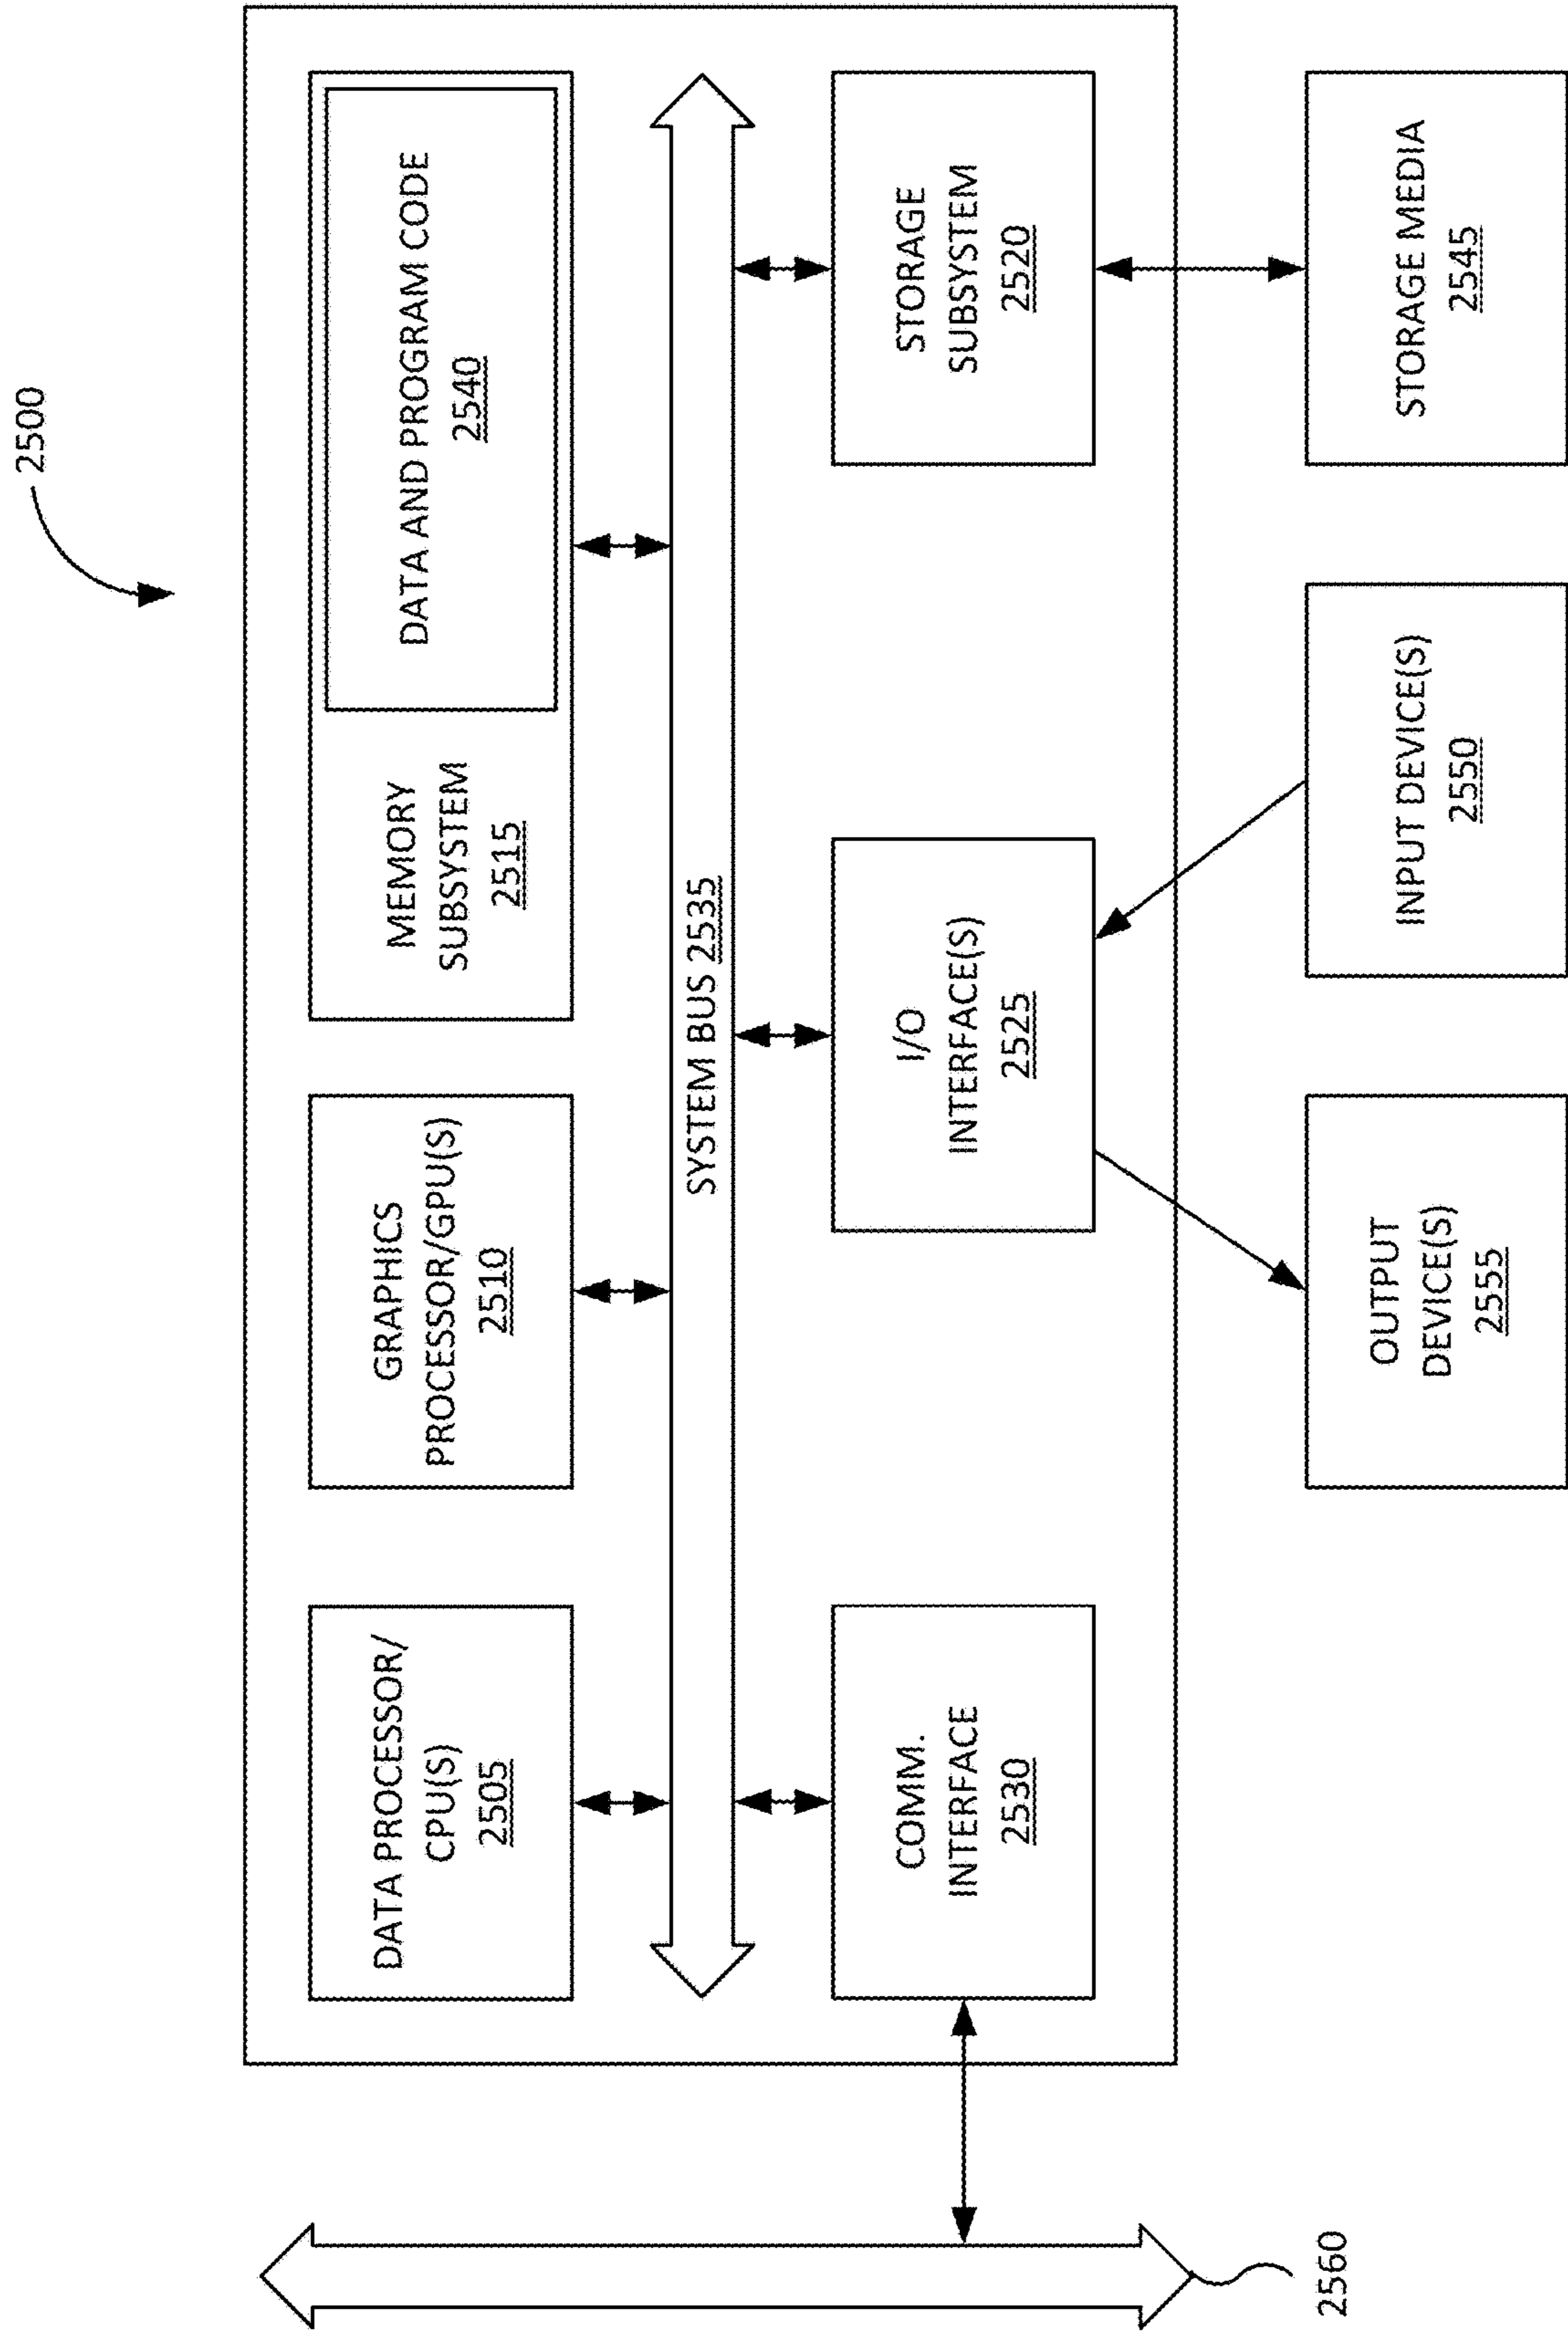 2500
DATA PROCESSOR/
CPU(S)
2505
GRAPHICS
PROCESSOR/GPU(S)
2510
MEMORY
SUBSYSTEM
2515
DATA AND PROGRAM CODE
2540
SYSTEM BUS 2535
COMM.
INTERFACE
2530
I/O
INTERFACE(S)
2525
STORAGE
SUBSYSTEM
2520
2560
OUTPUT
DEVICE(S)
2555
INPUT DEVICE(S)
2550
STORAGE MEDIA
2545